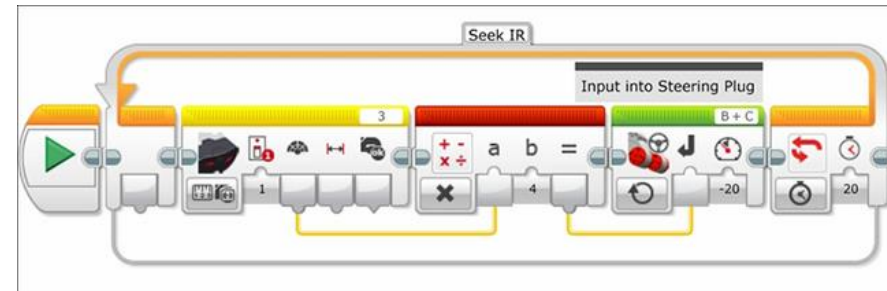 Seek IR
Input into Steering Plug
3
B + C
1
a b =
4
-20
20